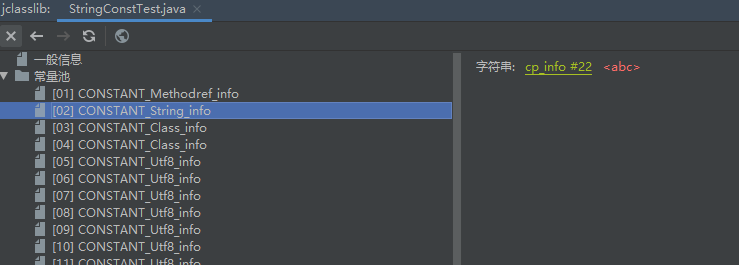 jclasslib: StringConstTest.java
一般信息
常量池
[01] CONSTANT_Methodref_info
[02] CONSTANT_String_info
[03] CONSTANT_Class_info
[04] CONSTANT_Class_info
[05] CONSTANT_Utf8_info
[06] CONSTANT_Utf8_info
[07] CONSTANT_Utf8_info
[08] CONSTANT_Utf8_info
[09] CONSTANT_Utf8_info
[10] CONSTANT_Utf8_info
[11] CONSTANT_Utf8_info
字符串: cp_info #22 <abc>